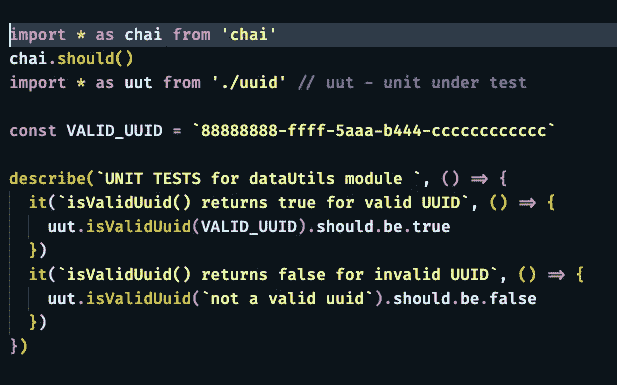 import * as chai from 'chai'
chai.should()
import * as uut from './uuid' // uut - unit under test
const VALID_UUID = `88888888-ffff-5aaa-b444-cccccccccccc`
describe(`UNIT TESTS for dataUtils module `, () => {
it(`isValidUuid() returns true for valid UUID`, () => {
uut.isValidUuid(VALID_UUID).should.be.true
})
it(`isValidUuid() returns false for invalid UUID`, () => {
uut.isValidUuid(`not a valid uuid`).should.be.false
})
})